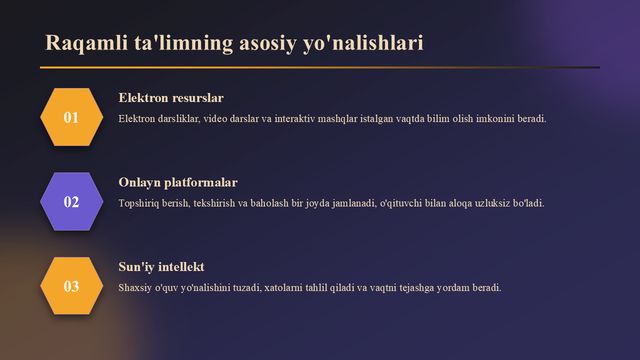 Raqamli ta'limning asosiy yo'nalishlari
01
Elektron resurslar
Elektron darsliklar, video darslar va interaktiv mashqlar istalgan vaqtda bilim olish imkonini beradi.
02
Onlayn platformalar
Topshiriq berish, tekshirish va baholash bir joyda jamlanadi, o'qituvchi bilan aloqa uzluksiz bo'ladi.
03
Sun'iy intellekt
Shaxsiy o'quv yo'nalishini tuzadi, xatolarni tahlil qiladi va vaqtni tejashga yordam beradi.